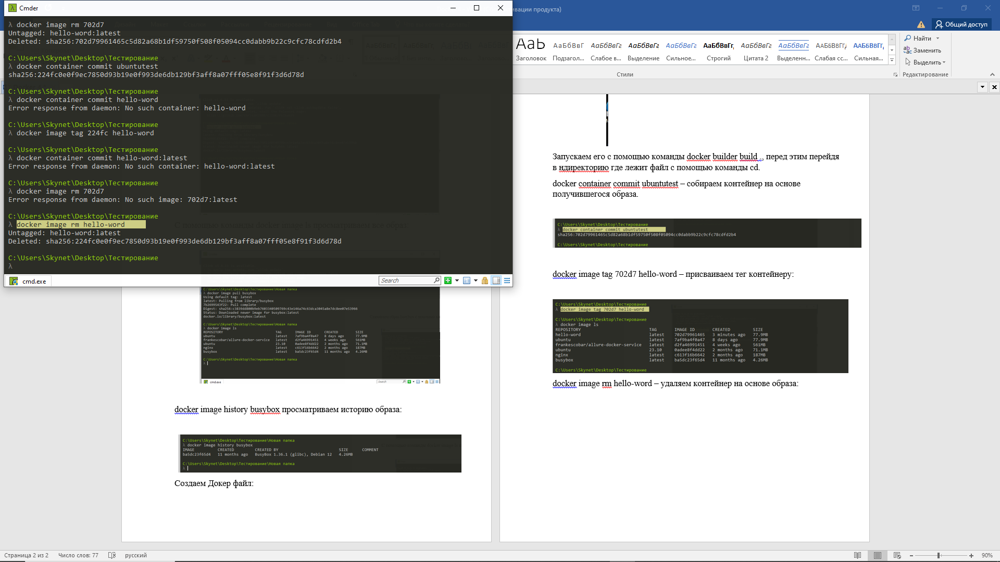 Cmder
λ docker image rm 702d7
Untagged: hello-word:latest
Deleted: sha256:702d79961465c5d82a68b1df59750f508f05094cc0dabb9b22c9cfc78cdfd2b4
C:\Users\Skynet\Desktop\Тестирование
λ docker container commit ubuntutest
sha256:224fc0e0f9ec7850d93b19e0f993de6db129bf3aff8a07fff05e8f91f3d6d78d
C:\Users\Skynet\Desktop\Тестирование
λ docker container commit hello-word
Error response from daemon: No such container: hello-word
C:\Users\Skynet\Desktop\Тестирование
λ docker image tag 224fc hello-word
C:\Users\Skynet\Desktop\Тестирование
λ docker container commit hello-word:latest
Error response from daemon: No such container: hello-word:latest
C:\Users\Skynet\Desktop\Тестирование
λ docker image rm 702d7
Error response from daemon: No such image: 702d7:latest
C:\Users\Skynet\Desktop\Тестирование
λ docker image rm hello-word
Untagged: hello-word:latest
Deleted: sha256:224fc0e0f9ec7850d93b19e0f993de6db129bf3aff8a07fff05e8f91f3d6d78d
C:\Users\Skynet\Desktop\Тестирование
λ
cmd.exe
Search
ивации продукта)
Общий доступ
АаБ АаБбВвГ АаБбВвГг АаБбВвГг АаБбВвГг АаБбВвГг, АаБбВвГг АаБбВвГг ААББВВГГ, ААББВВГГ,
Заголовок Подзагол... Слабое в... Выделение Сильное... Строгий Цитата 2 Выделенн... Слабая сс... Сильная...
Стили
Найти
Заменить
Выделить
Редактирование
C:\Users\Skynet\Desktop\Тестирование\Новая папка
λ docker image pull busybox
Using default tag: latest
latest: Pulling from library/busybox
7b2699543f22: Pull complete
Digest: sha256:c3839dd800b9eb7603340509769c43e146a74c63dca3045a8e7dc8ee07e53966
Status: Downloaded newer image for busybox:latest
docker.io/library/busybox:latest
C:\Users\Skynet\Desktop\Тестирование\Новая папка
λ docker image ls
REPOSITORY TAG IMAGE ID CREATED SIZE
ubuntu latest 7af9ba4f0a47 8 days ago 77.9MB
frankescobar/allure-docker-service latest d2fa46991451 4 weeks ago 561MB
ubuntu 23.10 0adee8f4dd22 2 months ago 71.1MB
nginx latest c613f16b6642 2 months ago 187MB
busybox latest ba5dc23f65d4 11 months ago 4.26MB
C:\Users\Skynet\Desktop\Тестирование\Новая папка
λ
cmd.exe
Search
docker image history busybox просматриваем историю образа:
C:\Users\Skynet\Desktop\Тестирование\Новая папка
λ docker image history busybox
IMAGE CREATED CREATED BY SIZE COMMENT
ba5dc23f65d4 11 months ago BusyBox 1.36.1 (glibc), Debian 12 4.26MB
C:\Users\Skynet\Desktop\Тестирование\Новая папка
λ
Создаем Докер файл:
Запускаем его с помощью команды docker builder build ., перед этим перейдя
в ндиректорию где лежит файл с помощью команды cd.
docker container commit ubuntutest – собираем контейнер на основе
получившегося образа.
C:\Users\Skynet\Desktop\Тестирование
λ docker container commit ubuntutest
sha256:702d79961465c5d82a68b1df59750f508f05094cc0dabb9b22c9cfc78cdfd2b4
C:\Users\Skynet\Desktop\Тестирование
docker image tag 702d7 hello-word – присваиваем тег контейнеру:
C:\Users\Skynet\Desktop\Тестирование
λ docker image tag 702d7 hello-word
C:\Users\Skynet\Desktop\Тестирование
λ docker image ls
REPOSITORY TAG IMAGE ID CREATED SIZE
hello-word latest 702d79961465 3 minutes ago 77.9MB
ubuntu latest 7af9ba4f0a47 8 days ago 77.9MB
frankescobar/allure-docker-service latest d2fa46991451 4 weeks ago 561MB
ubuntu 23.10 0adee8f4dd22 2 months ago 71.1MB
nginx latest c613f16b6642 2 months ago 187MB
busybox latest ba5dc23f65d4 11 months ago 4.26MB
C:\Users\Skynet\Desktop\Тестирование
docker image rm hello-word – удаляем контейнер на основе образа:
Страница 2 из 2 Число слов: 77 русский
90%